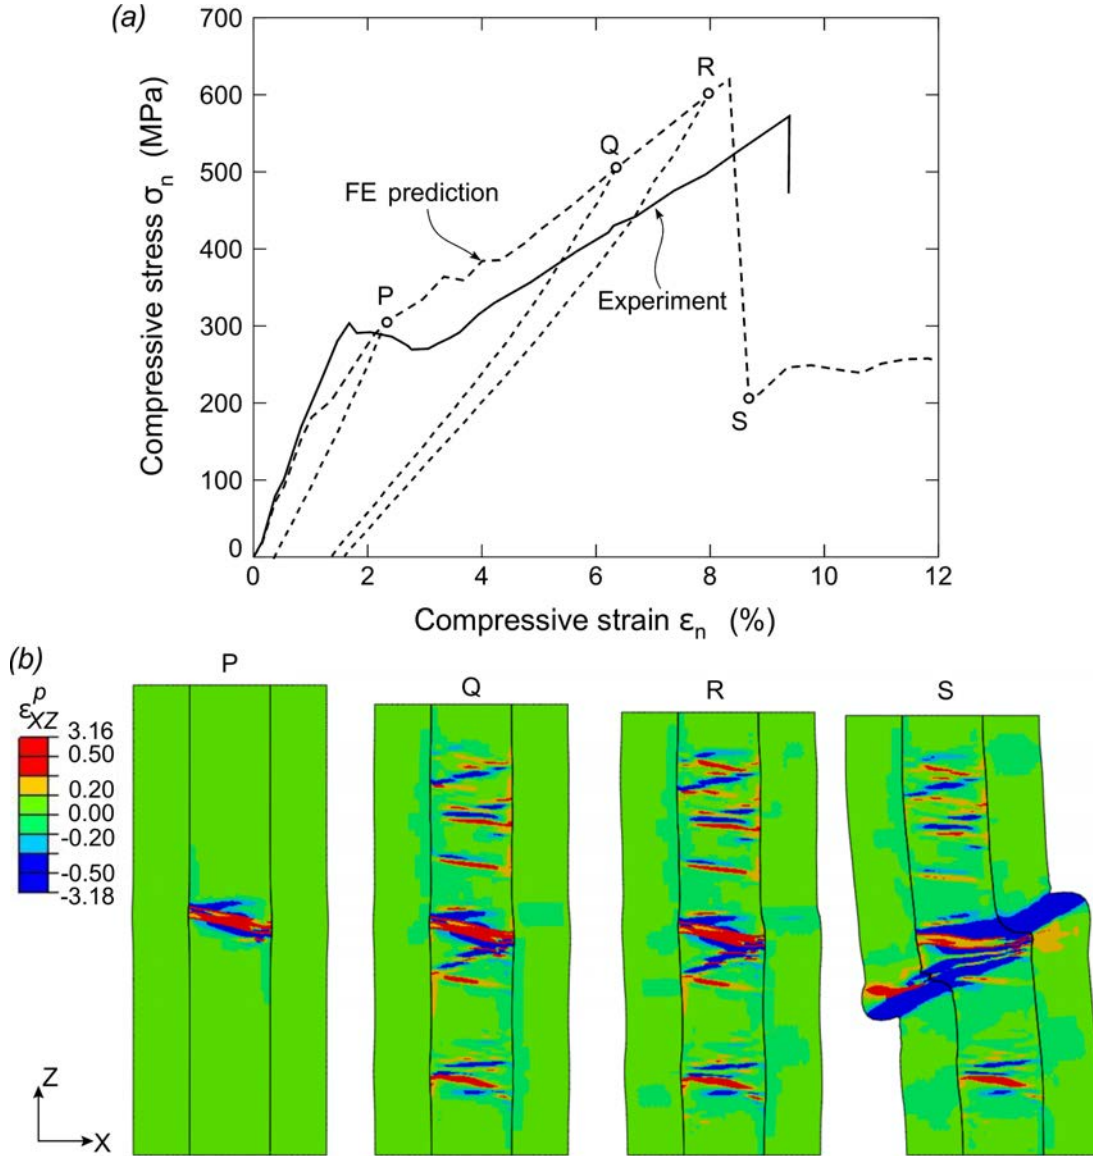 (a)
Compressive stress σn (MPa)
700
600
500
400
300
200
100
0
R
Q
FE prediction
P
Experiment
S
0 2 4 6 8 10 12
Compressive strain εn (%)
(b)
P Q R S
ε^p_XZ
3.16
0.50
0.20
0.00
-0.20
-0.50
-3.18
Z
X